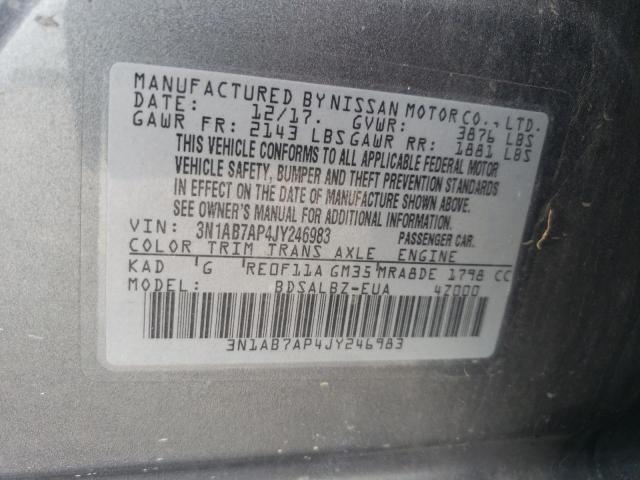 MANUFACTURED BY NISSAN MOTOR CO., LTD.
DATE: 12/17. GVWR: 3876 LBS
GAWR FR: 2143 LBS GAWR RR: 1881 LBS
THIS VEHICLE CONFORMS TO ALL APPLICABLE FEDERAL MOTOR
VEHICLE SAFETY, BUMPER AND THEFT PREVENTION STANDARDS
IN EFFECT ON THE DATE OF MANUFACTURE SHOWN ABOVE.
SEE OWNER'S MANUAL FOR ADDITIONAL INFORMATION.
VIN: 3N1AB7AP4JY246983 PASSENGER CAR.
COLOR TRIM TRANS AXLE ENGINE
KAD G RE0F11A GM35 MRA8DE 1798 CC
MODEL: BDSALBZ-EUA 4Z000
3N1AB7AP4JY246983